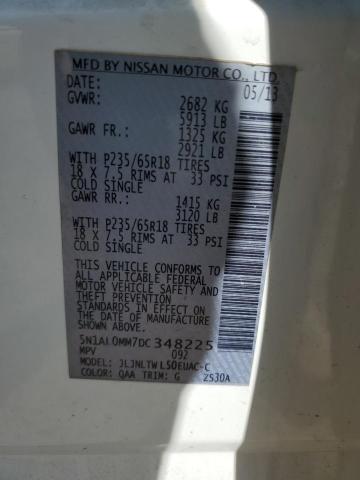 MFD BY NISSAN MOTOR CO., LTD.
DATE: 05/13
GVWR: 2682 KG
5913 LB
GAWR FR.: 1325 KG
2921 LB
WITH P235/65R18 TIRES
18 X 7.5 RIMS AT 33 PSI
COLD SINGLE
GAWR RR.: 1415 KG
3120 LB
WITH P235/65R18 TIRES
18 X 7.5 RIMS AT 33 PSI
COLD SINGLE
THIS VEHICLE CONFORMS TO
ALL APPLICABLE FEDERAL
MOTOR VEHICLE SAFETY AND
THEFT PREVENTION
STANDARDS IN EFFECT ON THE
DATE OF MANUFACTURE
SHOWN ABOVE.
5N1AL0MM7DC348225
MPV 092
MODEL: JLJNLTWL50EUAC-C
COLOR: QAA TRIM: G 2S30A